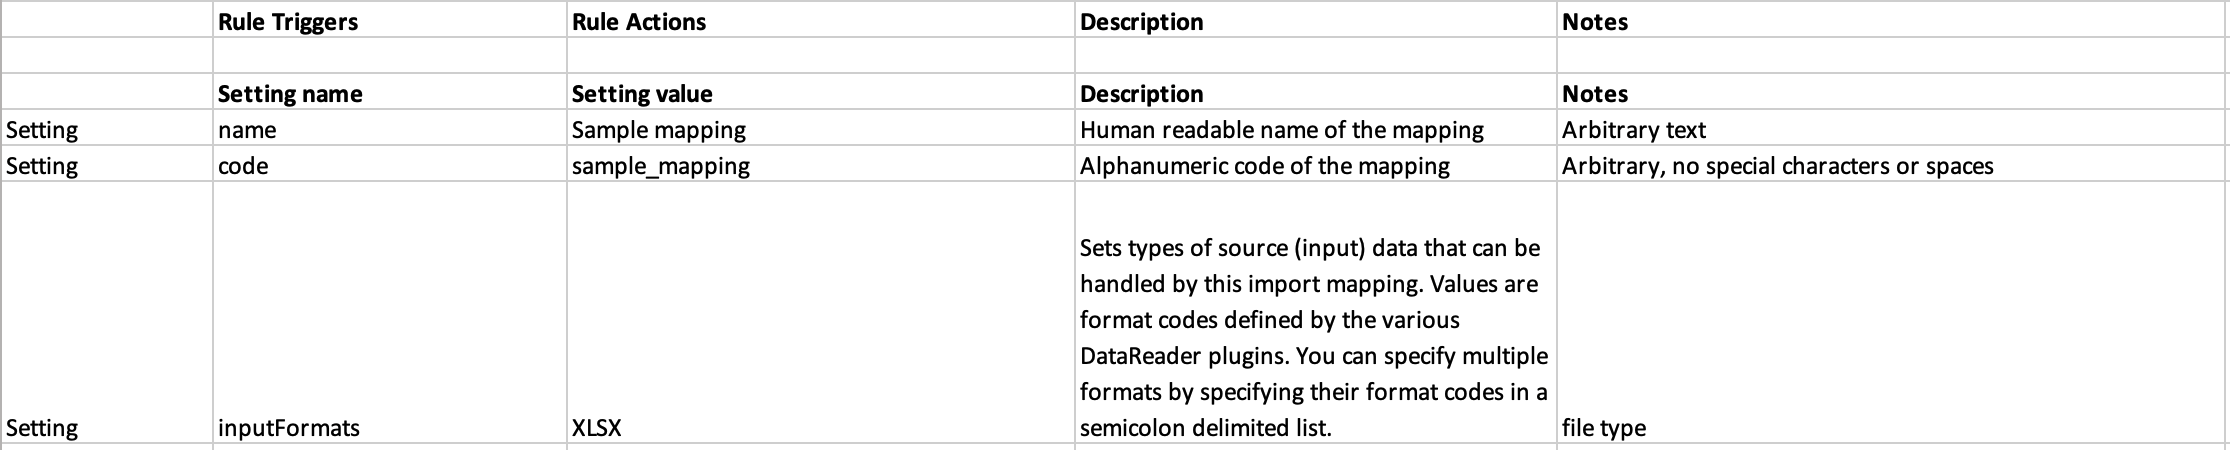 Rule Triggers Rule Actions Description Notes
Setting name Setting value Description Notes
Setting name Sample mapping Human readable name of the mapping Arbitrary text
Setting code sample_mapping Alphanumeric code of the mapping Arbitrary, no special characters or spaces
Sets types of source (input) data that can be
handled by this import mapping. Values are
format codes defined by the various
DataReader plugins. You can specify multiple
formats by specifying their format codes in a
Setting inputFormats XLSX semicolon delimited list. file type